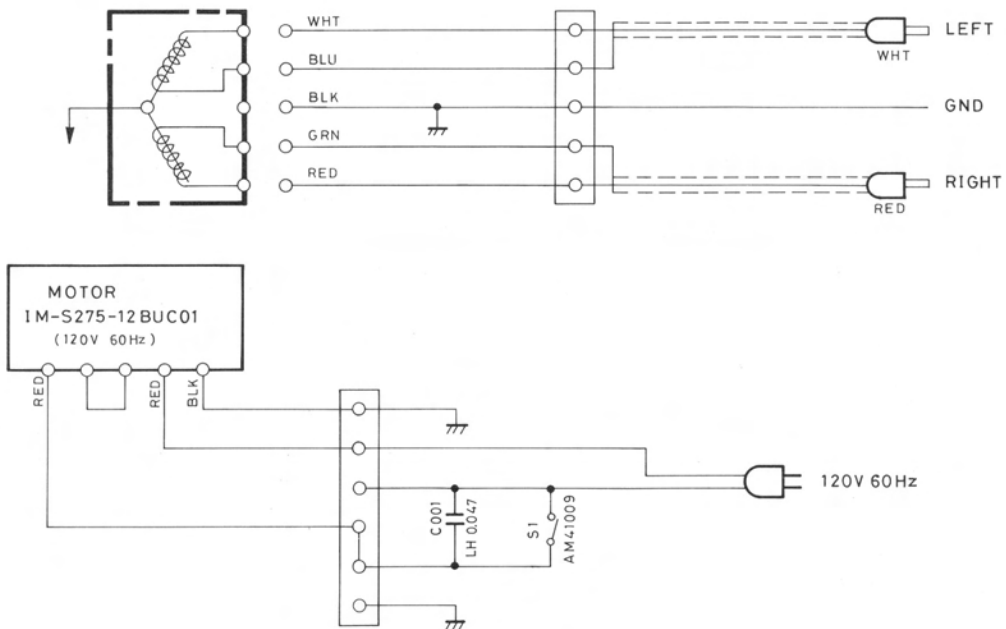 WHT
LEFT
WHT
BLU
BLK
GND
GRN
RED
RIGHT
RED
MOTOR
IM-S275-12BUC01
(120V 60Hz)
RED
RED
BLK
120V 60Hz
C001
LH 0.047
S1
AM41009